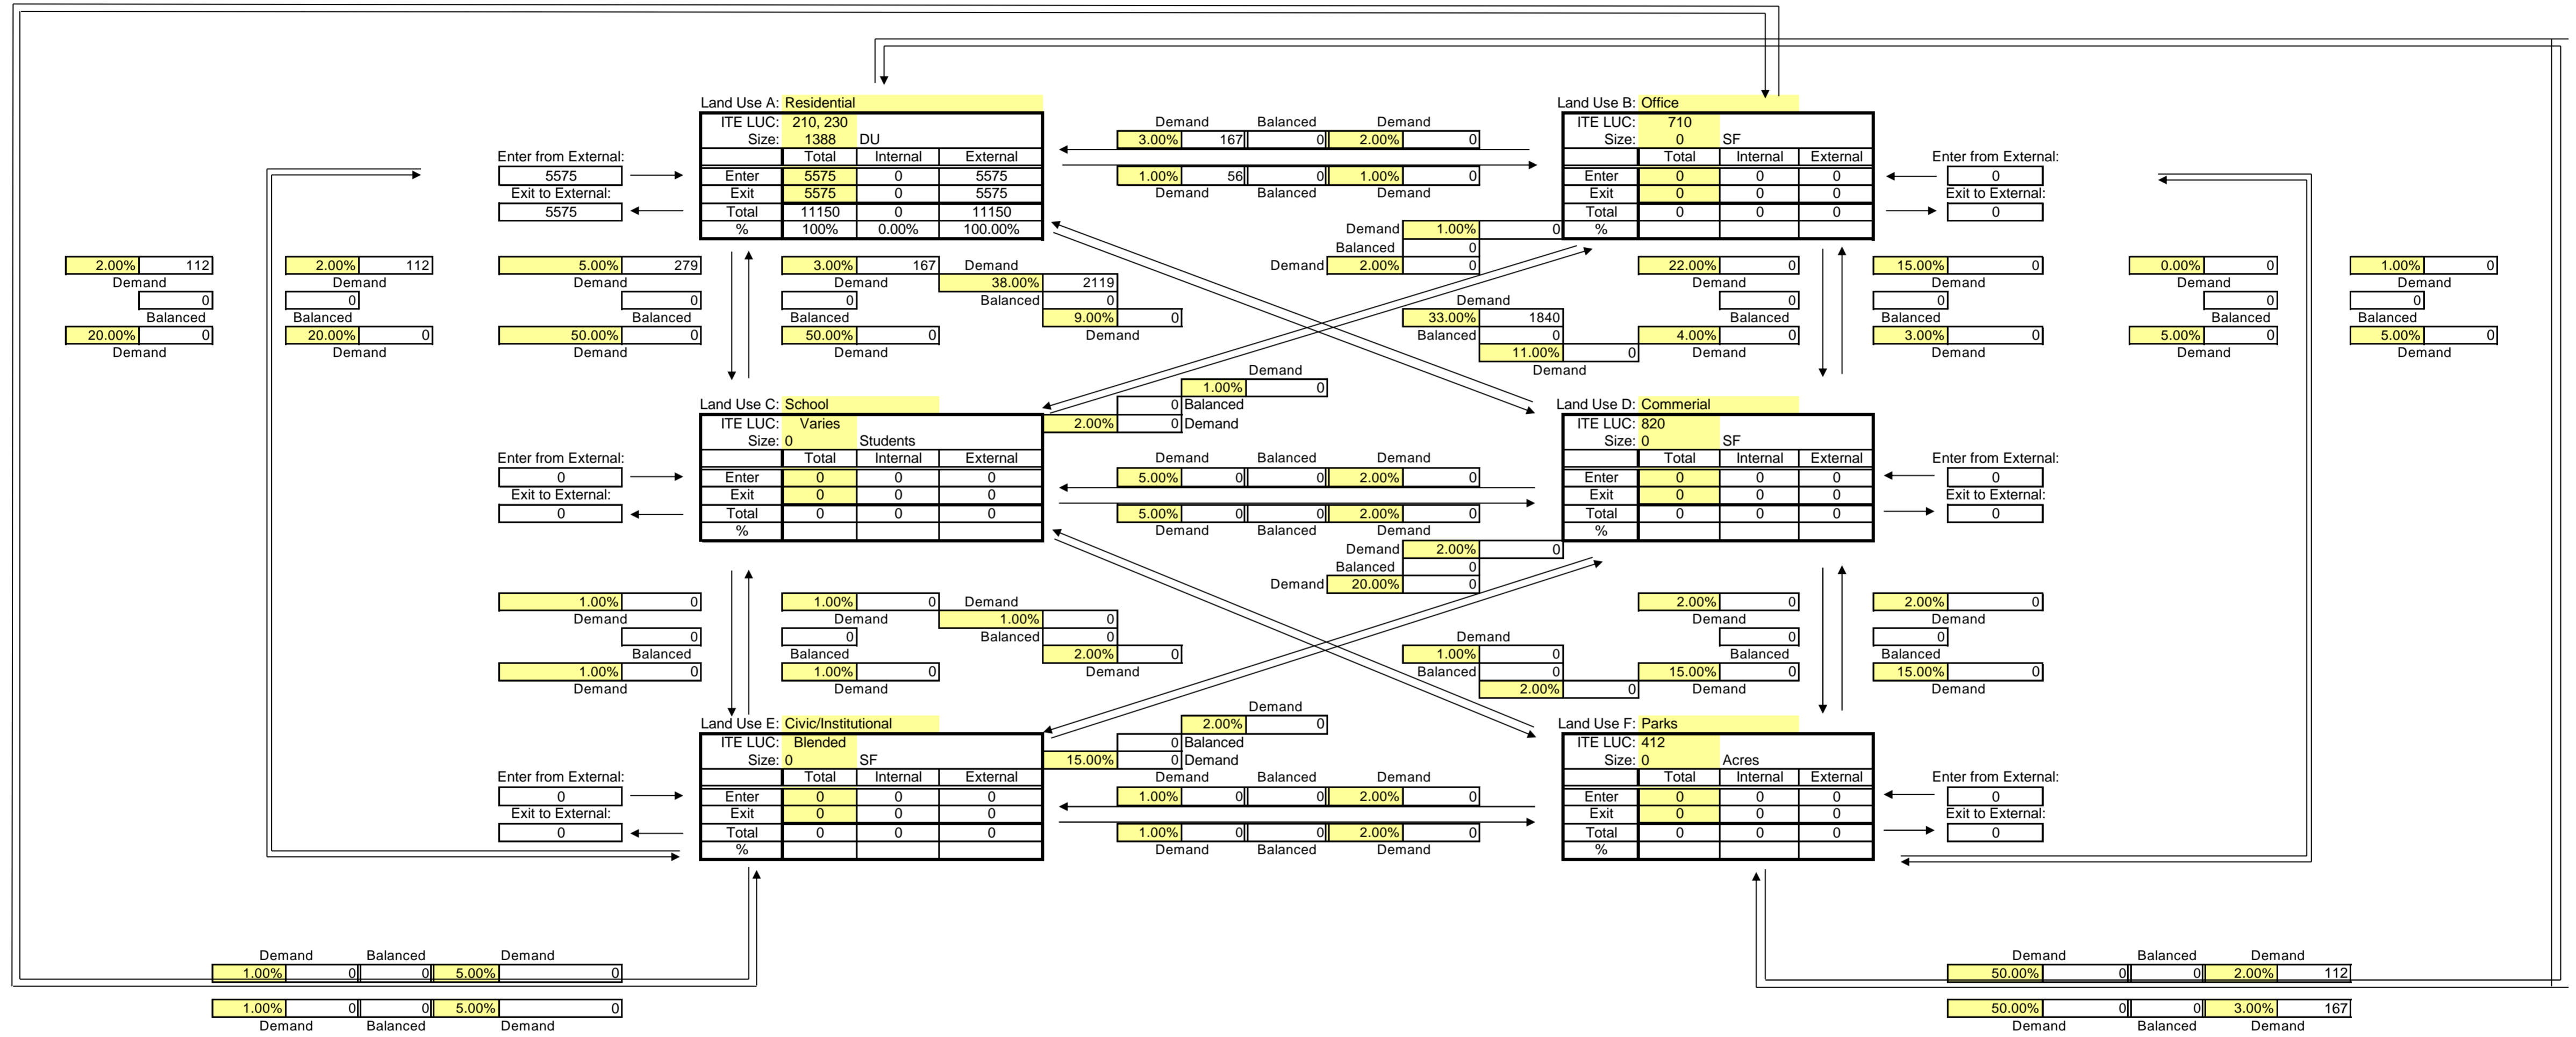 Land Use A: Residential
Land Use B: Office
ITE LUC: 210, 230
Demand Balanced Demand
ITE LUC: 710
Size: 1388 DU
3.00% 167 0 2.00% 0
Size: 0 SF
Enter from External:
Total Internal External
Total Internal External
Enter from External:
5575
Enter 5575 0 5575
1.00% 56 0 1.00% 0
Enter 0 0 0
0
Exit to External:
Exit 5575 0 5575
Demand Balanced Demand
Exit 0 0 0
Exit to External:
5575
Total 11150 0 11150
Total 0 0 0
0
% 100% 0.00% 100.00%
Demand 1.00% 0
%
Balanced 0
Demand 2.00% 0
2.00% 112 2.00% 112 5.00% 279 3.00% 167 Demand
22.00% 0 15.00% 0 0.00% 0 1.00% 0
Demand Demand Demand Demand 38.00% 2119
Demand Demand Demand Demand
0 0 0 0 Balanced 0
Demand
0 0 0 0
Balanced Balanced Balanced Balanced 9.00% 0
33.00% 1840
Balanced Balanced Balanced Balanced
20.00% 0 20.00% 0 50.00% 0 50.00% 0 Demand
Balanced 0
4.00% 0 3.00% 0 5.00% 0 5.00% 0
Demand Demand Demand Demand
11.00% 0
Demand Demand Demand Demand
Demand
Demand
1.00% 0
Land Use C: School
0 Balanced
Land Use D: Commerial
ITE LUC: Varies
2.00% 0 Demand
ITE LUC: 820
Size: 0 Students
Size: 0 SF
Enter from External:
Total Internal External
Demand Balanced Demand
Total Internal External
Enter from External:
0
Enter 0 0 0
5.00% 0 0 2.00% 0
Enter 0 0 0
0
Exit to External:
Exit 0 0 0
Exit 0 0 0
Exit to External:
0
Total 0 0 0
5.00% 0 0 2.00% 0
Total 0 0 0
0
%
Demand Balanced Demand
%
Demand 2.00% 0
Balanced 0
Demand 20.00% 0
1.00% 0 1.00% 0 Demand
2.00% 0 2.00% 0
Demand Demand 1.00% 0
Demand Demand
0 0 Balanced 0
Demand
0 0
Balanced Balanced 2.00% 0
1.00% 0
Balanced Balanced
1.00% 0 1.00% 0 Demand
Balanced 0
15.00% 0 15.00% 0
Demand Demand
2.00% 0
Demand Demand
Demand
Land Use E: Civic/Institutional
2.00% 0
Land Use F: Parks
ITE LUC: Blended
0 Balanced
ITE LUC: 412
Size: 0 SF
15.00% 0 Demand
Size: 0 Acres
Enter from External:
Total Internal External
Demand Balanced Demand
Total Internal External
Enter from External:
0
Enter 0 0 0
1.00% 0 0 2.00% 0
Enter 0 0 0
0
Exit to External:
Exit 0 0 0
Exit 0 0 0
Exit to External:
0
Total 0 0 0
1.00% 0 0 2.00% 0
Total 0 0 0
0
%
Demand Balanced Demand
%
Demand Balanced Demand
Demand Balanced Demand
1.00% 0 0 5.00% 0
50.00% 0 0 2.00% 112
1.00% 0 0 5.00% 0
50.00% 0 0 3.00% 167
Demand Balanced Demand
Demand Balanced Demand